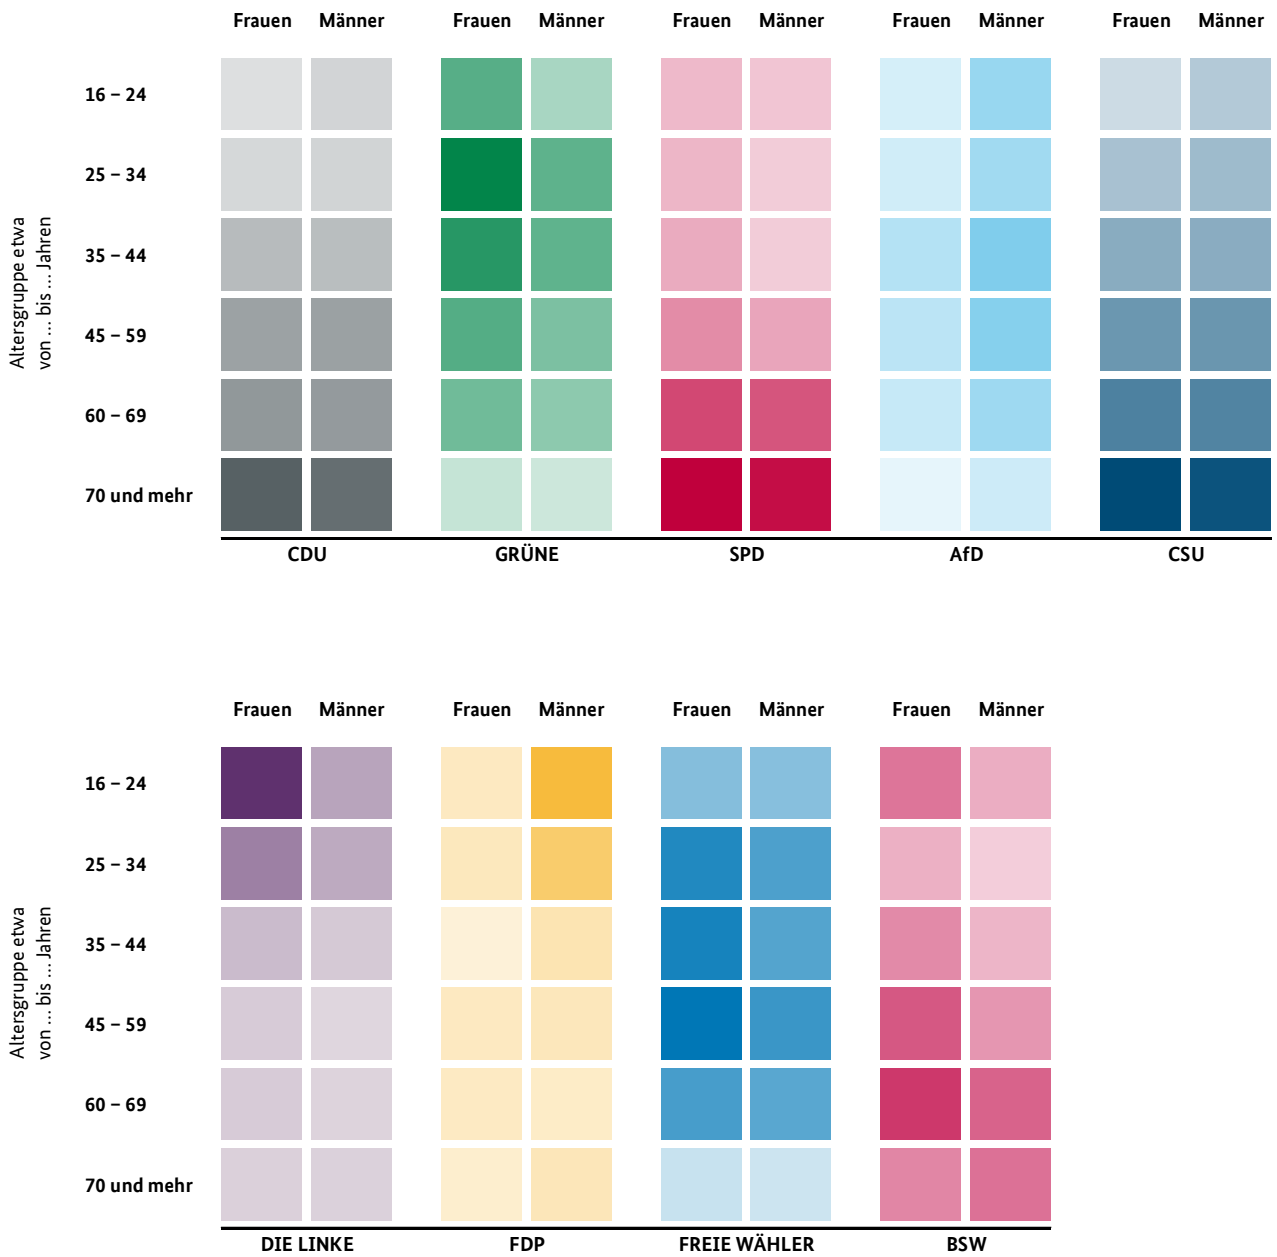 Frauen Männer Frauen Männer Frauen Männer Frauen Männer Frauen Männer
Altersgruppe etwa
von ... bis ... Jahren
16 – 24
25 – 34
35 – 44
45 – 59
60 – 69
70 und mehr
CDU GRÜNE SPD AfD CSU
Frauen Männer Frauen Männer Frauen Männer Frauen Männer
Altersgruppe etwa
von ... bis ... Jahren
16 – 24
25 – 34
35 – 44
45 – 59
60 – 69
70 und mehr
DIE LINKE FDP FREIE WÄHLER BSW